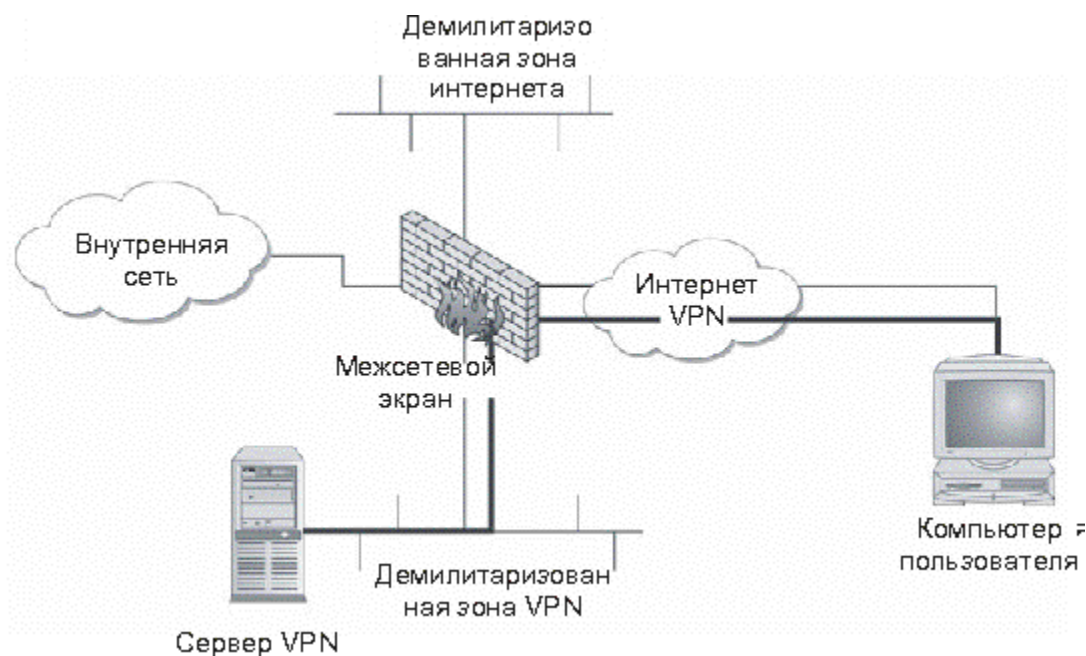 Демилитаризо
ванная зона
интернета
Внутренняя
сеть
Интернет
VPN
Межсетевой
экран
Компьютер
пользователя
Демилитаризован
ная зона VPN
Сервер VPN